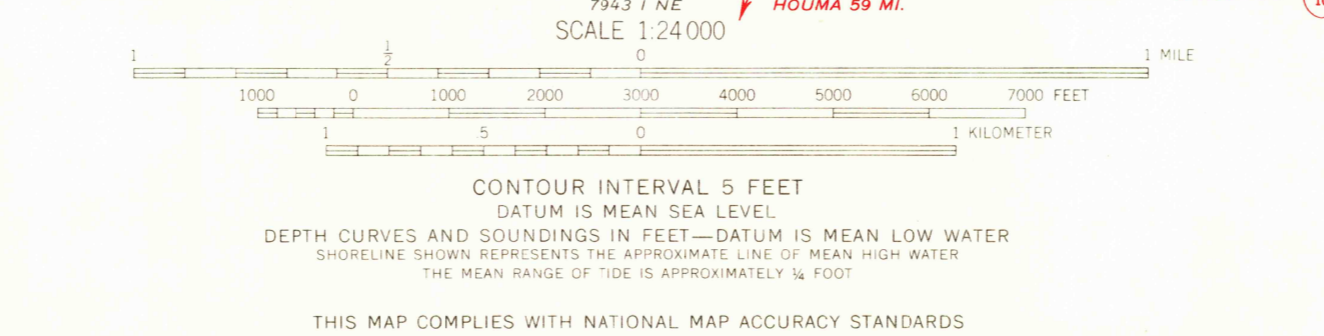 7943 I NE HOUMA 59 MI.
SCALE 1:24 000
1 ½ 0 1 MILE
1000 0 1000 2000 3000 4000 5000 6000 7000 FEET
1 .5 0 1 KILOMETER
CONTOUR INTERVAL 5 FEET
DATUM IS MEAN SEA LEVEL
DEPTH CURVES AND SOUNDINGS IN FEET—DATUM IS MEAN LOW WATER
SHORELINE SHOWN REPRESENTS THE APPROXIMATE LINE OF MEAN HIGH WATER
THE MEAN RANGE OF TIDE IS APPROXIMATELY ¼ FOOT
THIS MAP COMPLIES WITH NATIONAL MAP ACCURACY STANDARDS